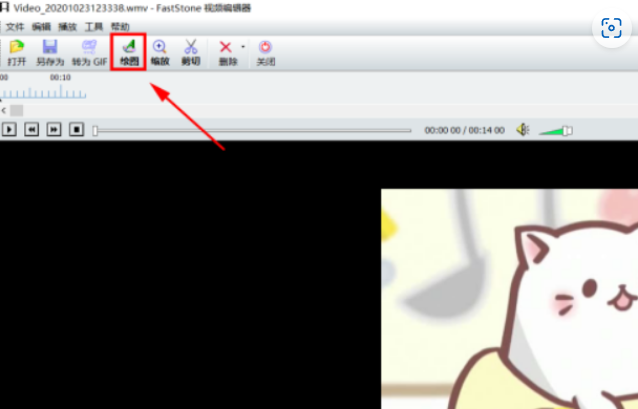 Video_20201023123338.wmv - FastStone 视频编辑器
文件 编辑 播放 工具 帮助
打开 另存为 转为 GIF 绘图 缩放 剪切 删除 关闭
00 00:10
00:00 00 / 00:14 00